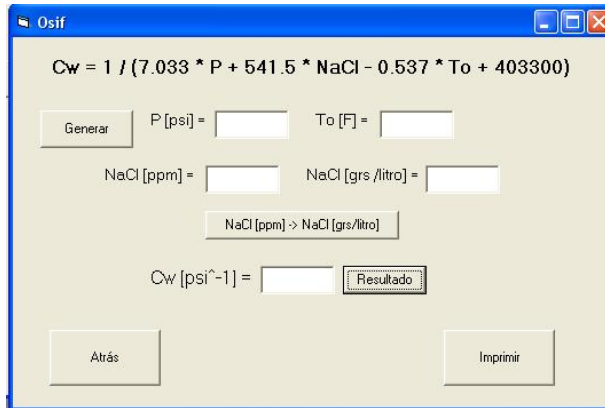 Osif
Cw = 1 / (7.033 * P + 541.5 * NaCl - 0.537 * To + 403300)
Generar P [psi] = To [F] =
NaCl [ppm] = NaCl [grs /litro] =
NaCl [ppm] -> NaCl [grs/litro]
Cw [psi^-1] = Resultado
Atrás Imprimir